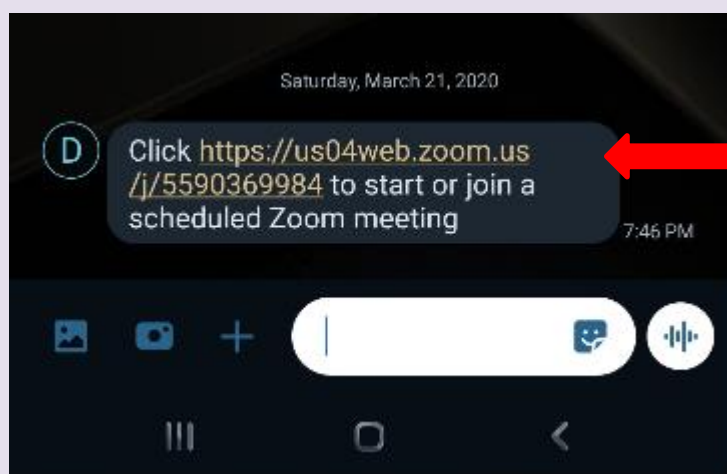 Saturday, March 21, 2020
D
Click https://us04web.zoom.us
/j/5590369984 to start or join a
scheduled Zoom meeting
7:46 PM